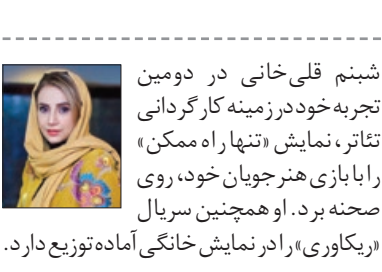 شبنم قلی‌خانی در دومین
تجربه خود در زمینه کارگردانی
تئاتر، نمایش «تنها راه ممکن»
را با بازی هنرجویان خود، روی
صحنه برد. او همچنین سریال
«ریکاوری» را در نمایش خانگی آماده توزیع دارد.